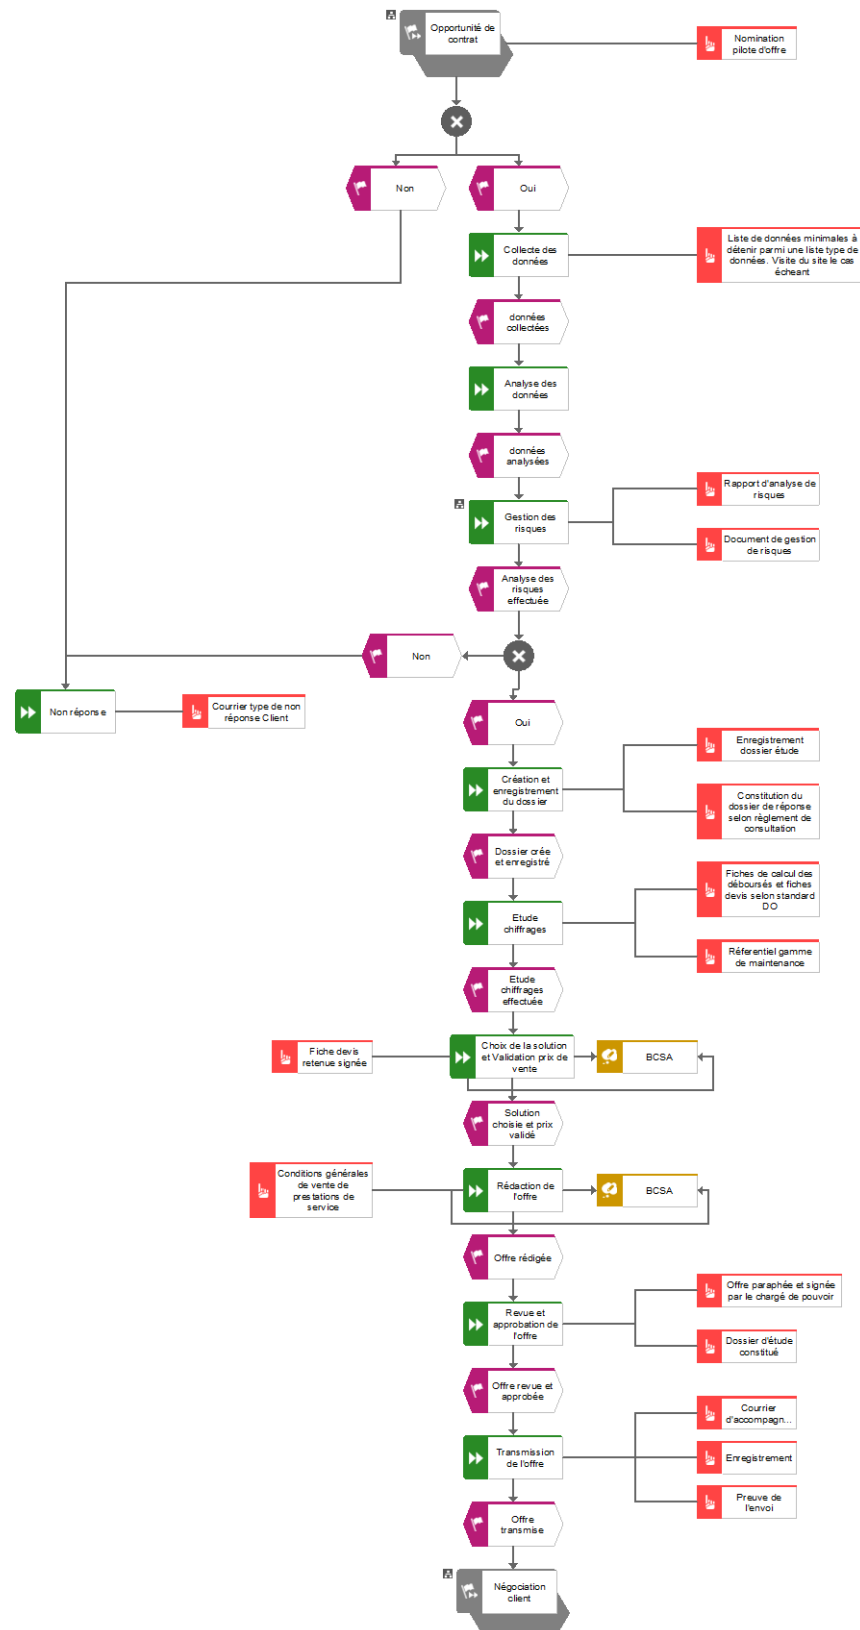 Opportunité de
contrat
Nomination
pilote d'offre
Non
Oui
Collecte des
données
Liste de données minimales à
détenir parmi une liste type de
données. Visite du site le cas
écheant
données
collectées
Analyse des
données
données
analysées
Gestion des
risques
Rapport d'analyse de
risques
Document de gestion
de risques
Analyse des
risques
effectuée
Non
Non réponse
Courrier type de non
réponse Client
Oui
Création et
enregistrement
du dossier
Enregistrement
dossier étude
Constitution du
dossier de réponse
selon règlement de
consultation
Dossier crée
et enregistré
Etude
chiffrages
Fiches de calcul des
déboursés et fiches
devis selon standard
DO
Réferentiel gamme
de maintenance
Etude
chiffrages
effectuée
Fiche devis
retenue signée
Choix de la solution
et Validation prix de
vente
BCSA
Solution
choisie et prix
validé
Conditions générales
de vente de
prestations de
service
Rédaction de
l'offre
BCSA
Offre rédigée
Revue et
approbation de
l'offre
Offre paraphée et signée
par le chargé de pouvoir
Dossier d'étude
constitué
Offre revue et
approbée
Transmission
de l'offre
Courrier
d'accompagn...
Enregistrement
Preuve de
l'envoi
Offre
transmise
Négociation
client